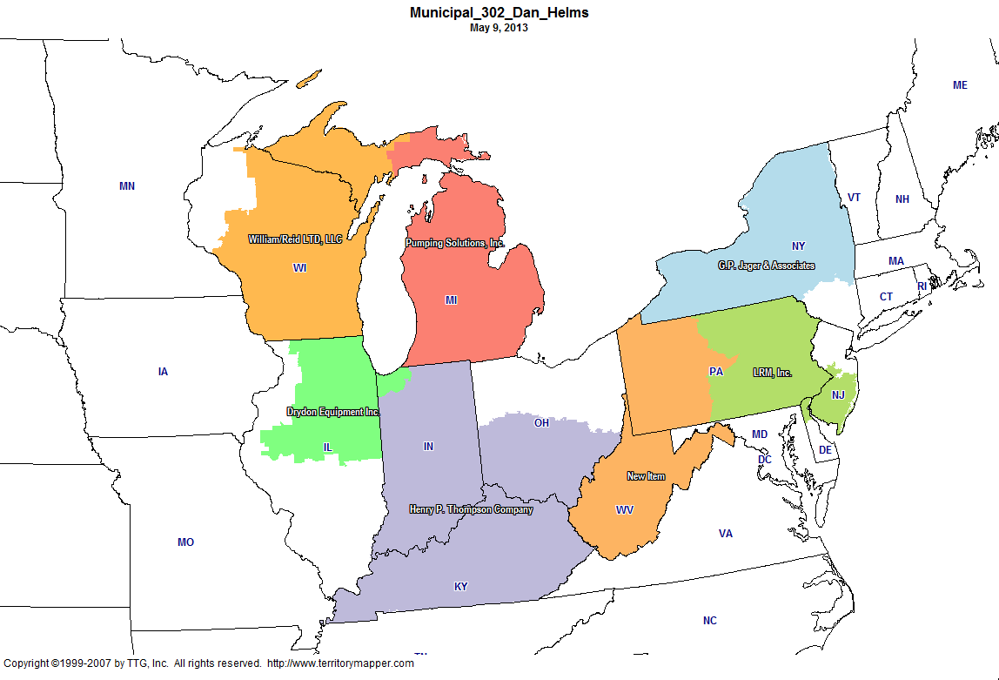 Municipal_302_Dan_Helms
May 9, 2013
ME
MN
VT
NH
William/Reid LTD, LLC
Pumping Solutions, Inc.
NY
WI
G.P. Jager & Associates
MA
RI
CT
MI
IA
PA
LRM, Inc.
NJ
Drydon Equipment Inc.
OH
IL
IN
MD
DE
DC
New Item
Henry P. Thompson Company
WV
MO
VA
KY
NC
TN
Copyright ©1999-2007 by TTG, Inc. All rights reserved. http://www.territorymapper.com